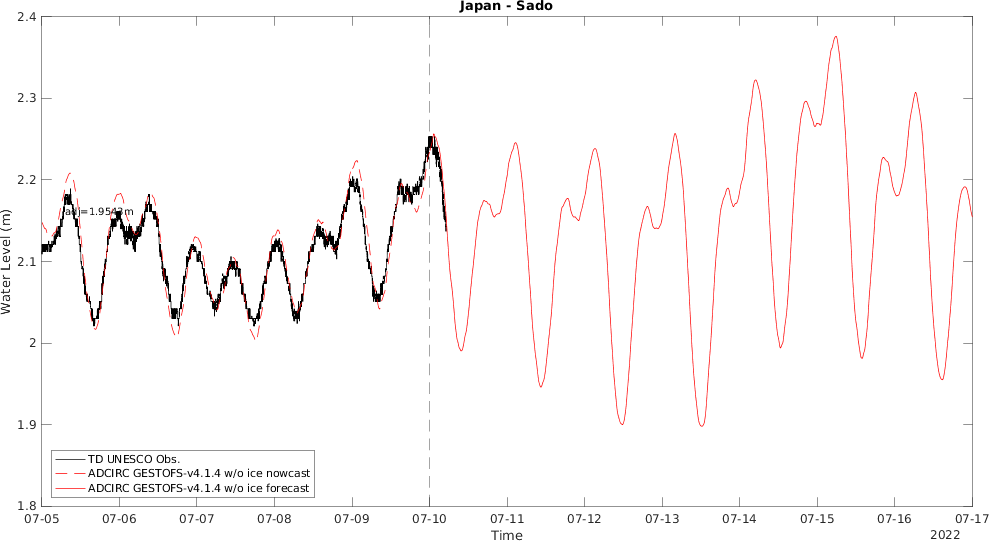 Japan - Sado
2.4
2.3
2.2
2.1
2
1.9
1.8
Water Level (m)
TD UNESCO Obs.
ADCIRC GESTOFS-v4.1.4 w/o ice nowcast
ADCIRC GESTOFS-v4.1.4 w/o ice forecast
07-05 07-06 07-07 07-08 07-09 07-10 07-11 07-12 07-13 07-14 07-15 07-16 07-17
Time
2022